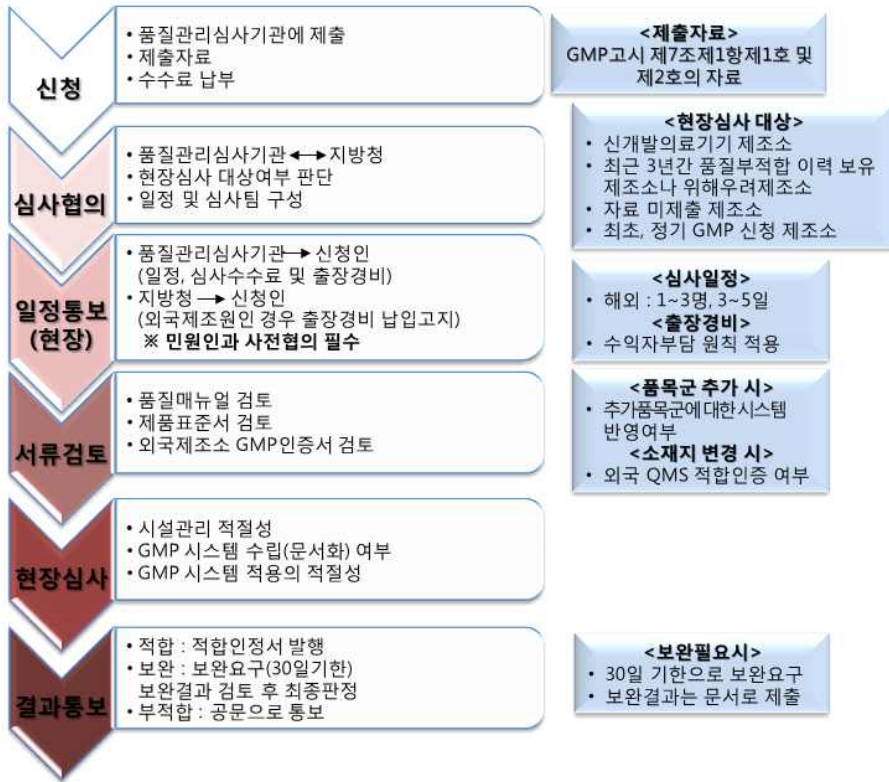 신청
• 품질관리심사기관에 제출
• 제출자료
• 수수료 납부
<제출자료>
GMP고시 제7조제1항제1호 및
제2호의 자료
심사협의
• 품질관리심사기관 ↔ 지방청
• 현장심사 대상여부 판단
• 일정 및 심사팀 구성
<현장심사 대상>
• 신개발의료기기 제조소
• 최근 3년간 품질부적합 이력 보유
제조소나 위해우려제조소
• 자료 미제출 제조소
• 최초, 정기 GMP 신청 제조소
일정통보
(현장)
• 품질관리심사기관 → 신청인
(일정, 심사수수료 및 출장경비)
• 지방청 → 신청인
(외국제조원인 경우 출장경비 납입고지)
※ 민원인과 사전협의 필수
<심사일정>
• 해외 : 1~3명, 3~5일
<출장경비>
• 수익자부담 원칙 적용
서류검토
• 품질매뉴얼 검토
• 제품표준서 검토
• 외국제조소 GMP인증서 검토
<품목군 추가 시>
• 추가품목군에 대한 시스템
반영여부
<소재지 변경 시>
• 외국 QMS 적합인증 여부
현장심사
• 시설관리 적절성
• GMP 시스템 수립(문서화) 여부
• GMP 시스템 적용의 적절성
결과통보
• 적합 : 적합인정서 발행
• 보완 : 보완요구(30일기한)
보완결과 검토 후 최종판정
• 부적합 : 공문으로 통보
<보완필요시>
• 30일 기한으로 보완요구
• 보완결과는 문서로 제출